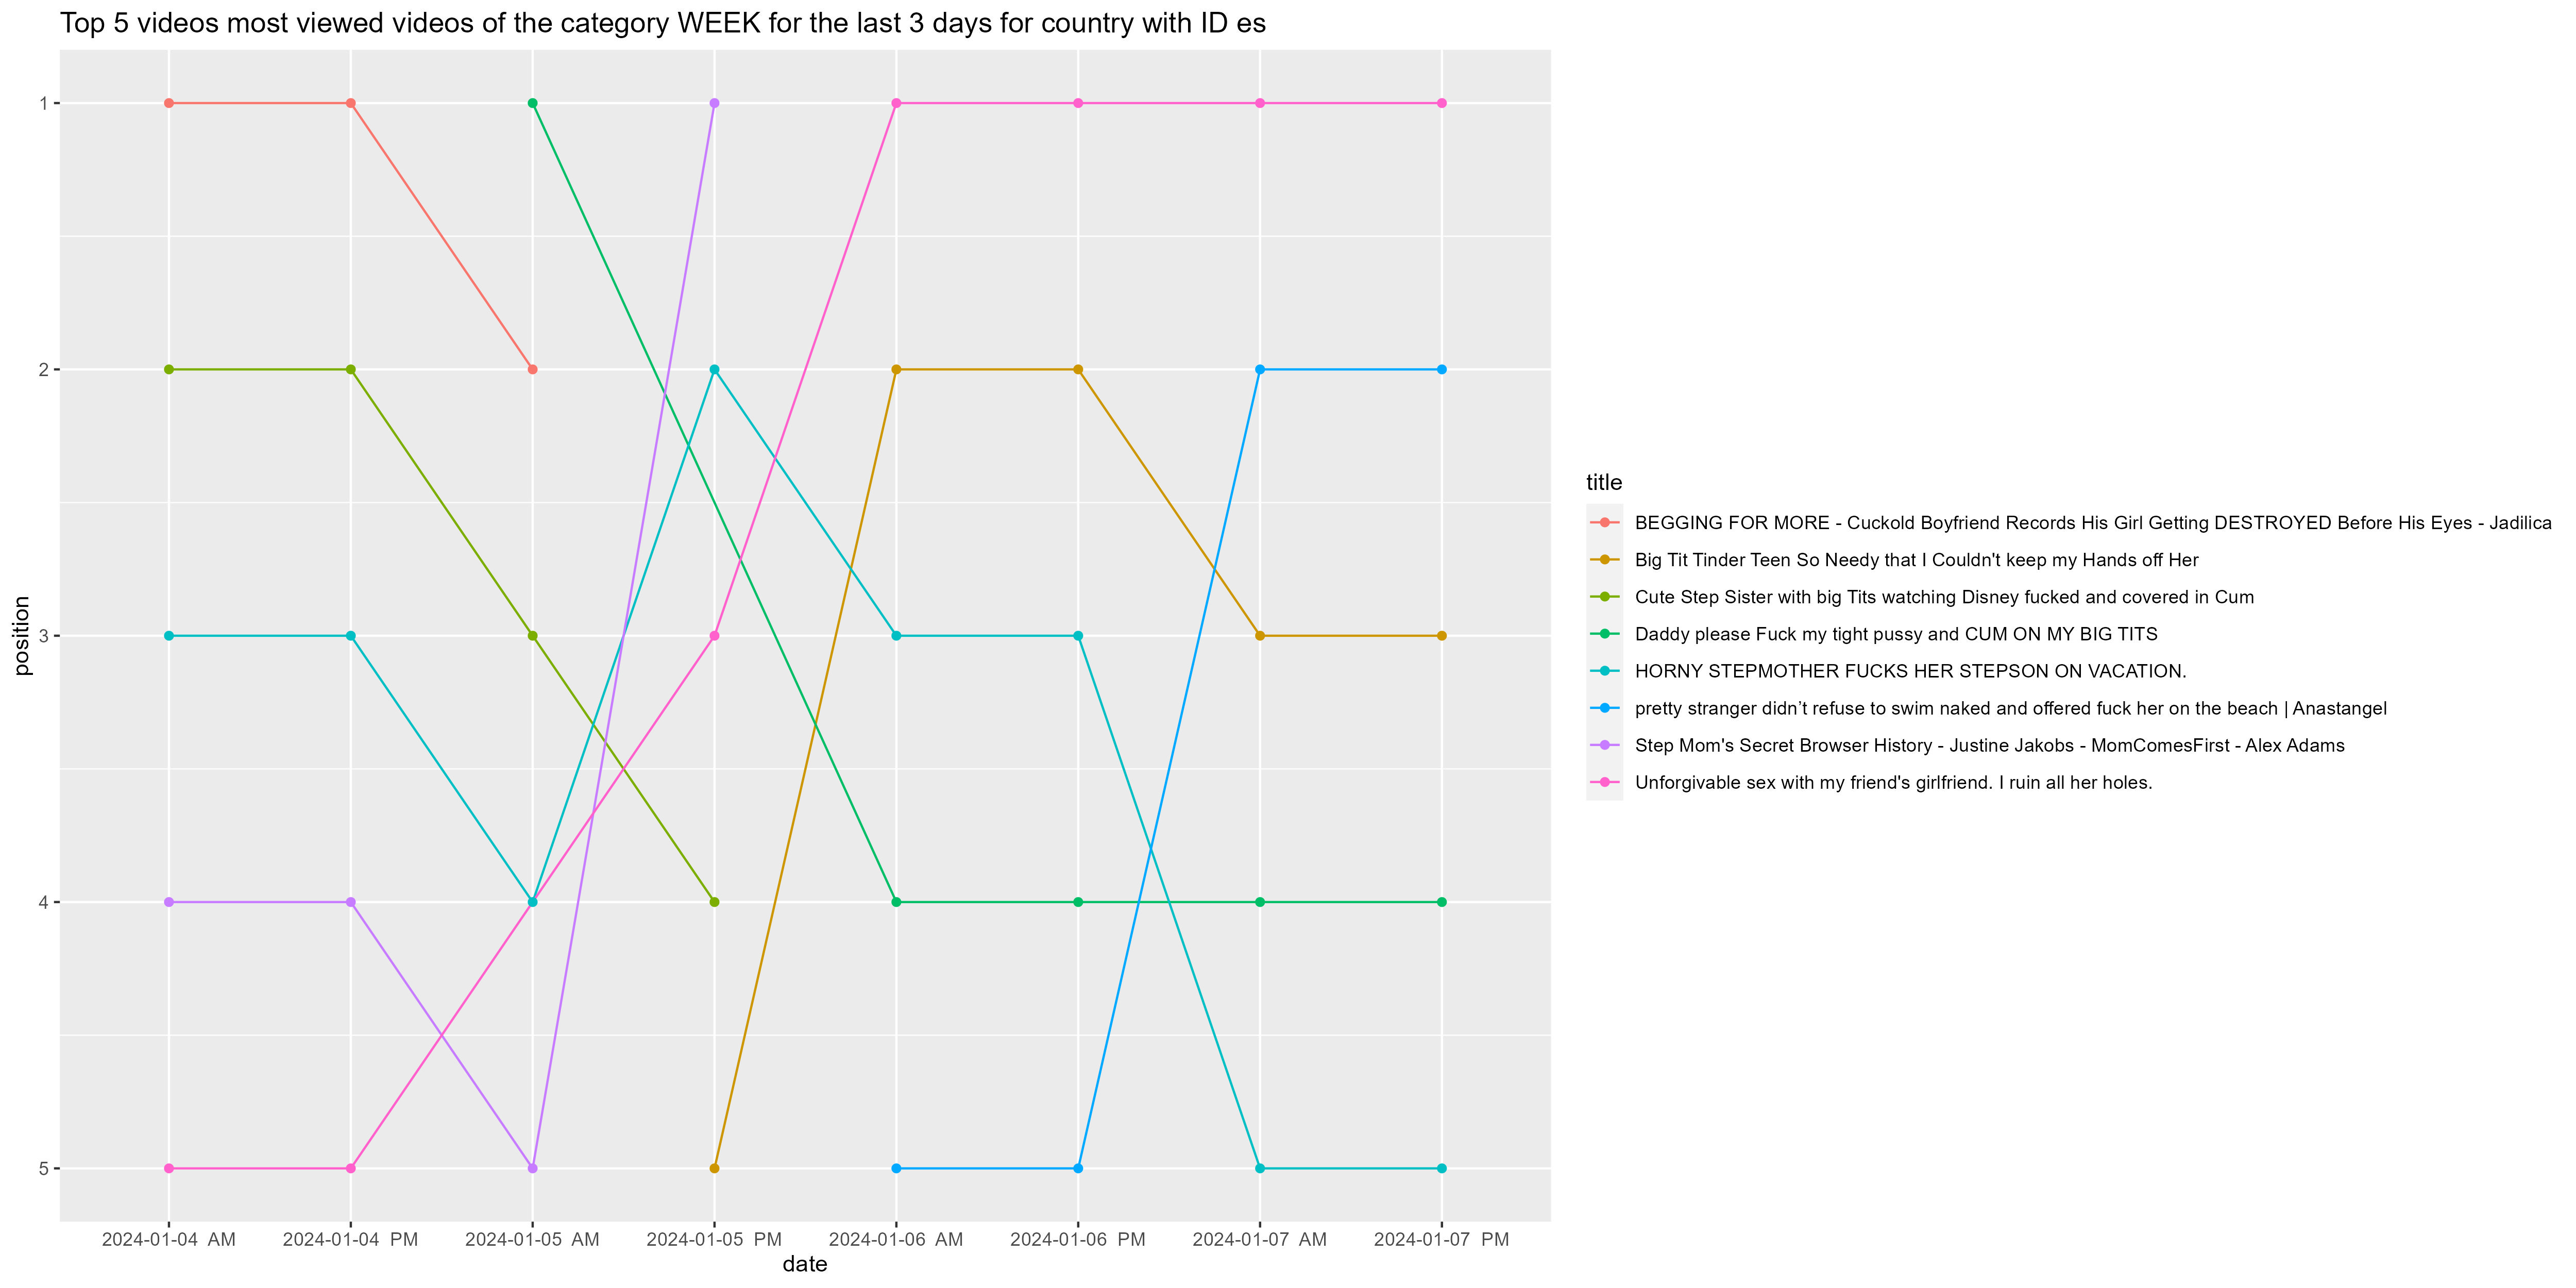 Top 5 videos most viewed videos of the category WEEK for the last 3 days for country with ID es
position
1
2
3
4
5
2024-01-04 AM
2024-01-04 PM
2024-01-05 AM
2024-01-05 PM
2024-01-06 AM
2024-01-06 PM
2024-01-07 AM
2024-01-07 PM
date
title
BEGGING FOR MORE - Cuckold Boyfriend Records His Girl Getting DESTROYED Before His Eyes - Jadilica
Big Tit Tinder Teen So Needy that I Couldn't keep my Hands off Her
Cute Step Sister with big Tits watching Disney fucked and covered in Cum
Daddy please Fuck my tight pussy and CUM ON MY BIG TITS
HORNY STEPMOTHER FUCKS HER STEPSON ON VACATION.
pretty stranger didn’t refuse to swim naked and offered fuck her on the beach | Anastangel
Step Mom's Secret Browser History - Justine Jakobs - MomComesFirst - Alex Adams
Unforgivable sex with my friend's girlfriend. I ruin all her holes.